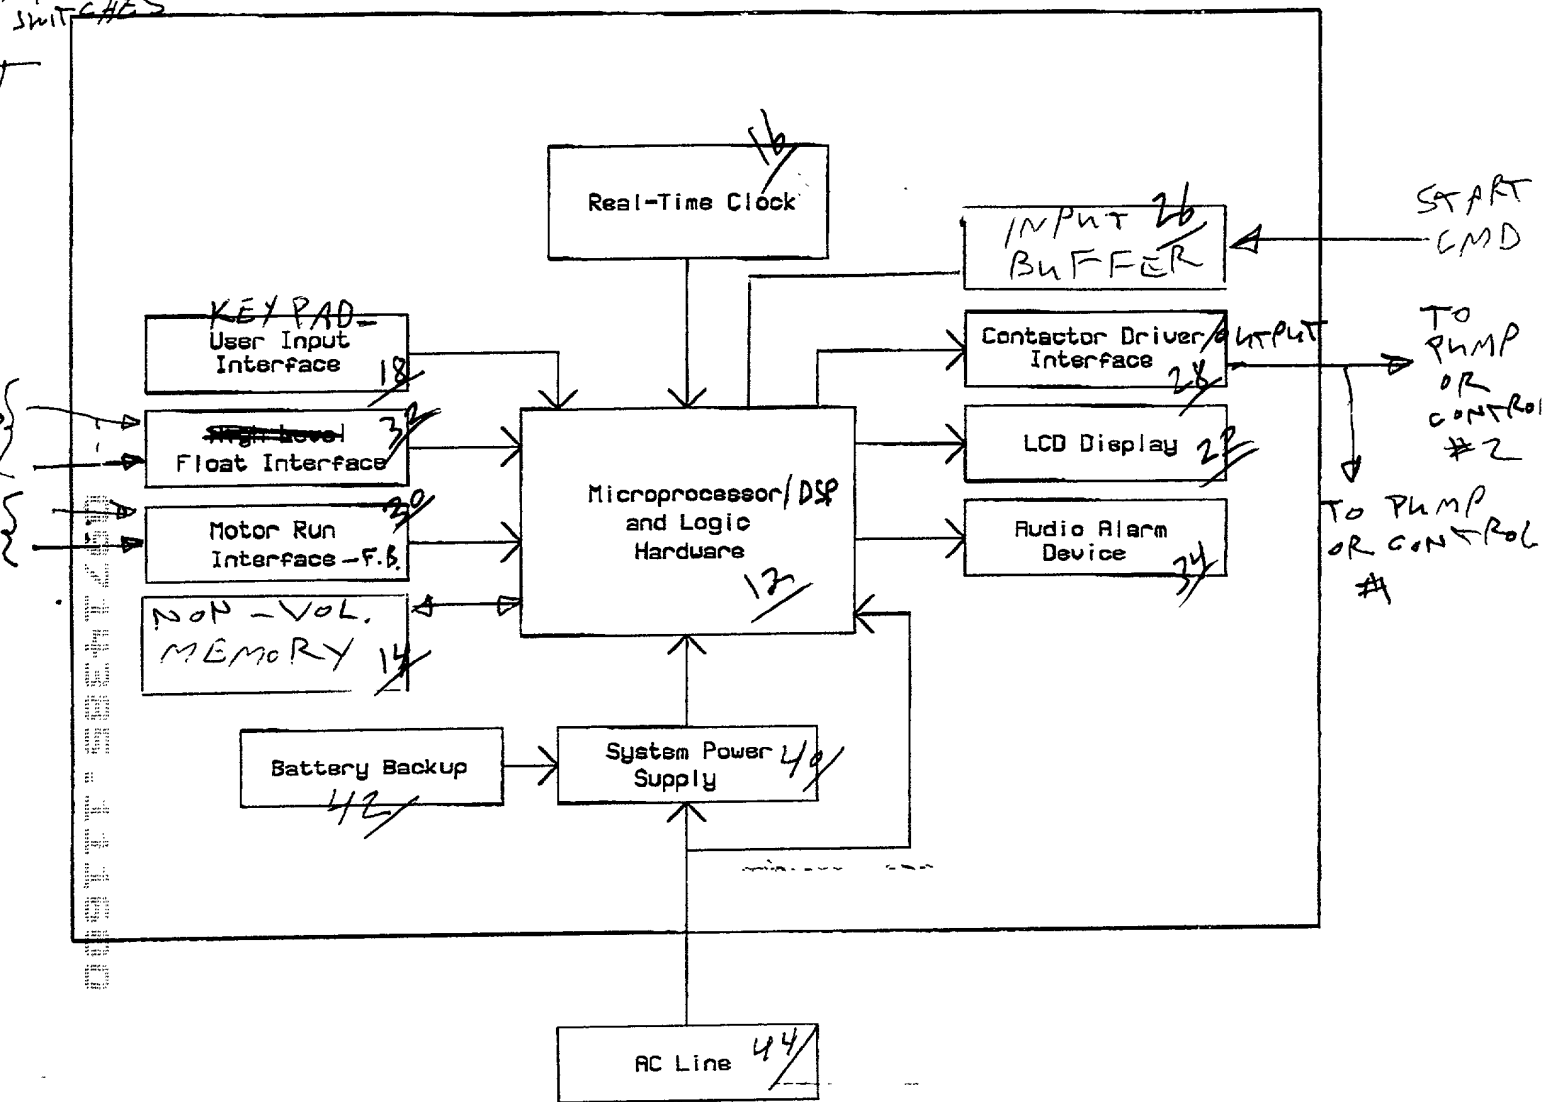 SWITCHES
16
Real-Time Clock
START
CMD
INPUT 26
BUFFER
KEYPAD-
User Input
Interface
18
Contactor Driver/OUTPUT
Interface
28
TO
PUMP
OR
CONTROL
#2
32
Float Interface
LCD Display 22
Microprocessor/DSP
and Logic
Hardware
12
30
Motor Run
Interface-F.B.
Audio Alarm
Device
34
TO PUMP
OR CONTROL
#1
NON-VOL.
MEMORY 14
Battery Backup
42
System Power 40
Supply
AC Line 44